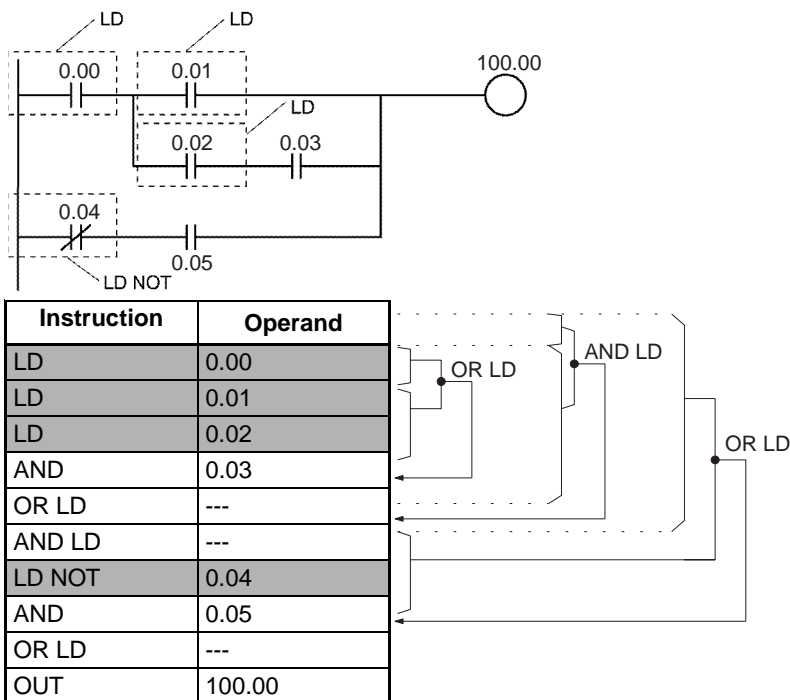 LD LD
0.00 0.01 100.00
LD
0.02 0.03
0.04
0.05
LD NOT
Instruction Operand
LD 0.00
LD 0.01
LD 0.02
AND 0.03
OR LD ---
AND LD ---
LD NOT 0.04
AND 0.05
OR LD ---
OUT 100.00
OR LD
AND LD
OR LD